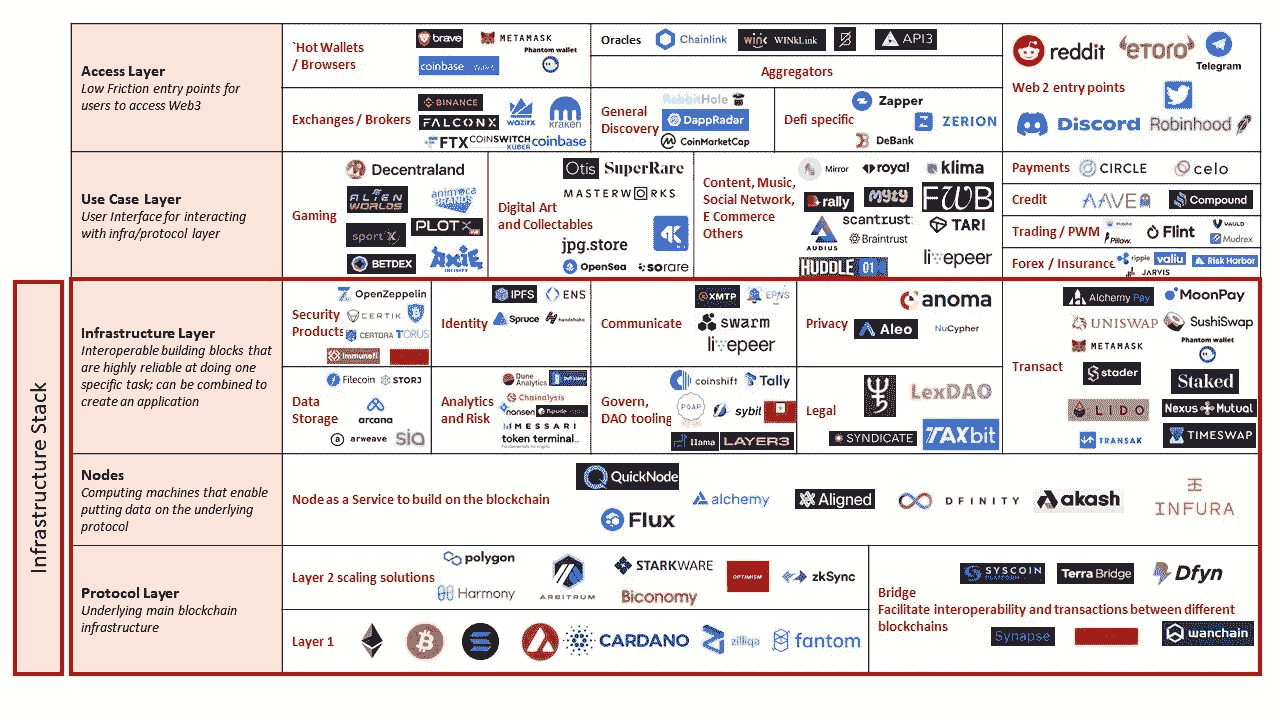 Infrastructure Stack
Access Layer
Low Friction entry points for
users to access Web3
`Hot Wallets
/ Browsers
brave
METAMASK
Phantom wallet
coinbase Wallet
Oracles
Chainlink
wink WINkLink
API3
Aggregators
Exchanges / Brokers
BINANCE
FALCONX
wazirx
kraken
FTX
COINSWITCH
KUBER
coinbase
General
Discovery
RabbitHole
DappRadar
CoinMarketCap
Defi specific
Zapper
ZERION
DeBank
Web 2 entry points
reddit
eToro
Telegram
Discord
Robinhood
Use Case Layer
User Interface for interacting
with infra/protocol layer
Gaming
Decentraland
ALIEN
WORLDS
animoca
BRANDS
sportX
PLOTX
BETDEX
AXIE
INFINITY
Digital Art
and Collectables
Otis
SuperRare
MASTERWORKS
jpg.store
4K
OpenSea
sorare
Content, Music,
Social Network,
E Commerce
Others
Mirror
royal
klima
rally
myty
FWB
AUDIUS
scantrust
Braintrust
TARI
HUDDLE 01
livepeer
Payments
CIRCLE
celo
Credit
AAVE
Compound
Trading / PWM
Pillow.
Flint
VAULD
Mudrex
Forex / Insurance
ripple
valiu
Risk Harbor
JARVIS
Infrastructure Layer
Interoperable building blocks that
are highly reliable at doing one
specific task; can be combined to
create an application
Security
Products
OpenZeppelin
CERTIK
CERTORA
TORUS
Immunefi
Identity
IPFS
ENS
Spruce
handshake
Communicate
XMTP
EPNS
swarm
livepeer
Privacy
anoma
Aleo
NuCypher
Transact
Alchemy Pay
MoonPay
UNISWAP
SushiSwap
METAMASK
Phantom wallet
stader
Staked
LIDO
Nexus Mutual
TRANSAK
TIMESWAP
Data
Storage
Filecoin
STORJ
arcana
arweave
sia
Analytics
and Risk
Dune
Analytics
Chainalysis
nansen
MESSARI
token terminal_
Govern,
DAO tooling
coinshift
Tally
POAP
sybil
llama
LAYER3
Legal
LexDAO
SYNDICATE
TAXbit
Nodes
Computing machines that enable
putting data on the underlying
protocol
Node as a Service to build on the blockchain
QuickNode
alchemy
Aligned
DFINITY
akash
INFURA
Flux
Protocol Layer
Underlying main blockchain
infrastructure
Layer 2 scaling solutions
polygon
Harmony
ARBITRUM
STARKWARE
Biconomy
OPTIMISM
zkSync
Layer 1
CARDANO
zilliqa
fantom
SYSCOIN
PLATFORM
Terra Bridge
Dfyn
Bridge
Facilitate interoperability and transactions between different
blockchains
Synapse
wanchain